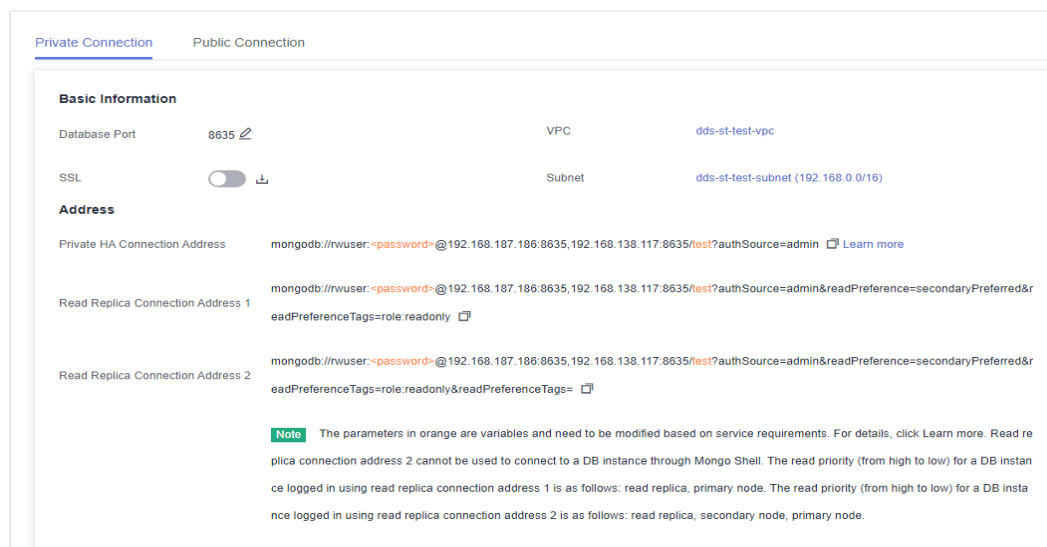 Private Connection Public Connection
Basic Information
Database Port 8635 VPC dds-st-test-vpc
SSL Subnet dds-st-test-subnet (192.168.0.0/16)
Address
Private HA Connection Address mongodb://rwuser:<password>@192.168.187.186:8635,192.168.138.117:8635/test?authSource=admin Learn more
mongodb://rwuser:<password>@192.168.187.186:8635,192.168.138.117:8635/test?authSource=admin&readPreference=secondaryPreferred&r
Read Replica Connection Address 1
eadPreferenceTags=role:readonly
mongodb://rwuser:<password>@192.168.187.186:8635,192.168.138.117:8635/test?authSource=admin&readPreference=secondaryPreferred&r
Read Replica Connection Address 2
eadPreferenceTags=role:readonly&readPreferenceTags=
Note The parameters in orange are variables and need to be modified based on service requirements. For details, click Learn more. Read re
plica connection address 2 cannot be used to connect to a DB instance through Mongo Shell. The read priority (from high to low) for a DB instan
ce logged in using read replica connection address 1 is as follows: read replica, primary node. The read priority (from high to low) for a DB insta
nce logged in using read replica connection address 2 is as follows: read replica, secondary node, primary node.